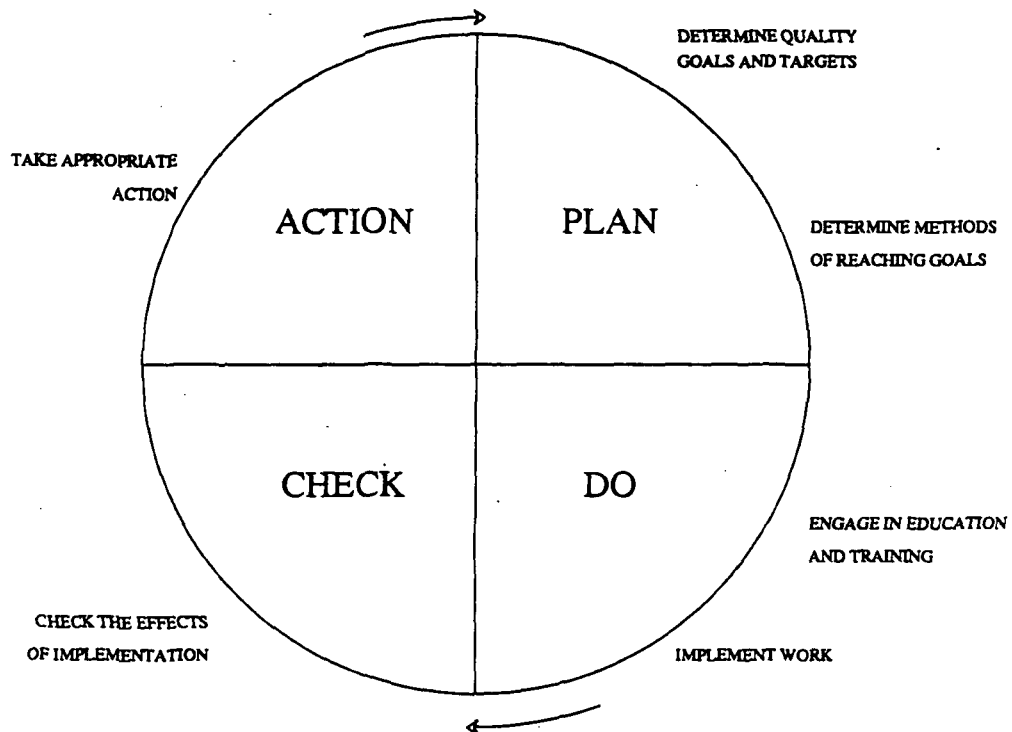 DETERMINE QUALITY
GOALS AND TARGETS
TAKE APPROPRIATE
ACTION
ACTION
PLAN
DETERMINE METHODS
OF REACHING GOALS
CHECK
DO
ENGAGE IN EDUCATION
AND TRAINING
CHECK THE EFFECTS
OF IMPLEMENTATION
IMPLEMENT WORK